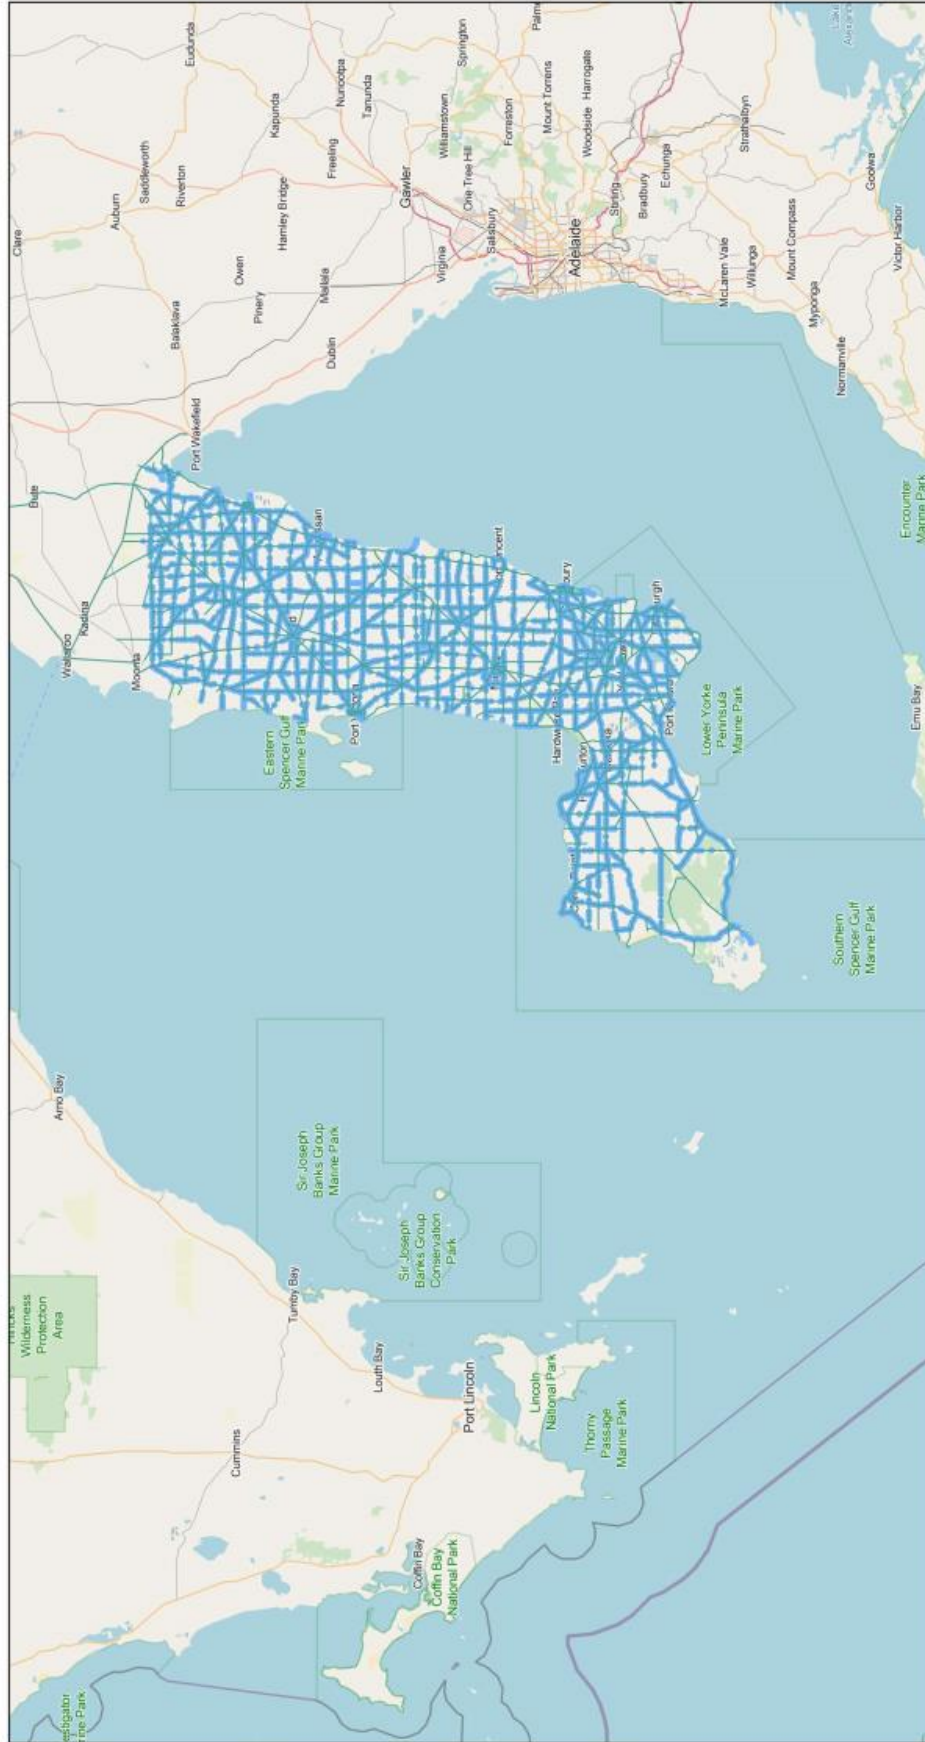 Clare
Eudunda
Auburn
Saddleworth
Riverton
Springton
Kapunda
Nuriootpa
Tanunda
Williamstown
Forreston
Mount Torrens
Harrogate
Woodside
Hamley Bridge
Freeling
Gawler
One Tree Hill
Salisbury
Virginia
Owen
Pinery
Mallala
Balaklava
Dublin
Port Wakefield
Adelaide
Stirling
Bradbury
Echunga
Strathalbyn
McLaren Vale
Willunga
Mount Compass
Myponga
Normanville
Goolwa
Victor Harbor
Encounter
Marine Park
Bute
Kadina
Wallaroo
Moonta
Eastern
Spencer Gulf
Marine Park
Port
Hardwicke
Port
Lower Yorke
Peninsula
Marine Park
Emu Bay
Southern
Spencer Gulf
Marine Park
Arno Bay
Sir Joseph
Banks Group
Marine Park
Sir Joseph
Banks Group
Conservation
Park
Wilderness
Protection
Area
Tumby Bay
Louth Bay
Port Lincoln
Lincoln
National Park
Thorny
Passage
Marine Park
Cummins
Coffin Bay
Coffin Bay
National Park